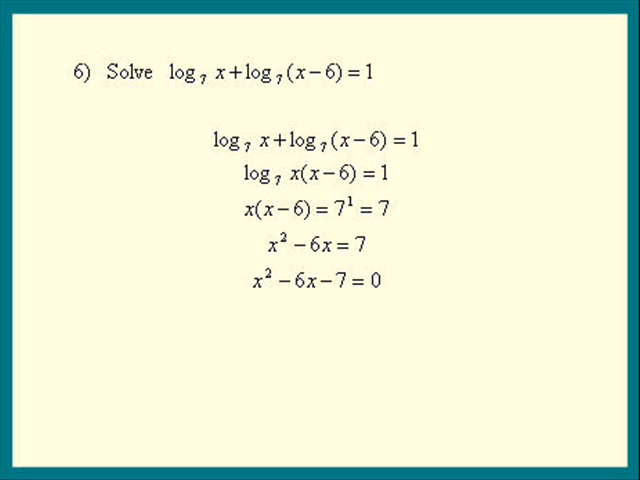 6) Solve log₇ x + log₇ (x − 6) = 1
log₇ x + log₇ (x − 6) = 1
log₇ x(x − 6) = 1
x(x − 6) = 7¹ = 7
x² − 6x = 7
x² − 6x − 7 = 0